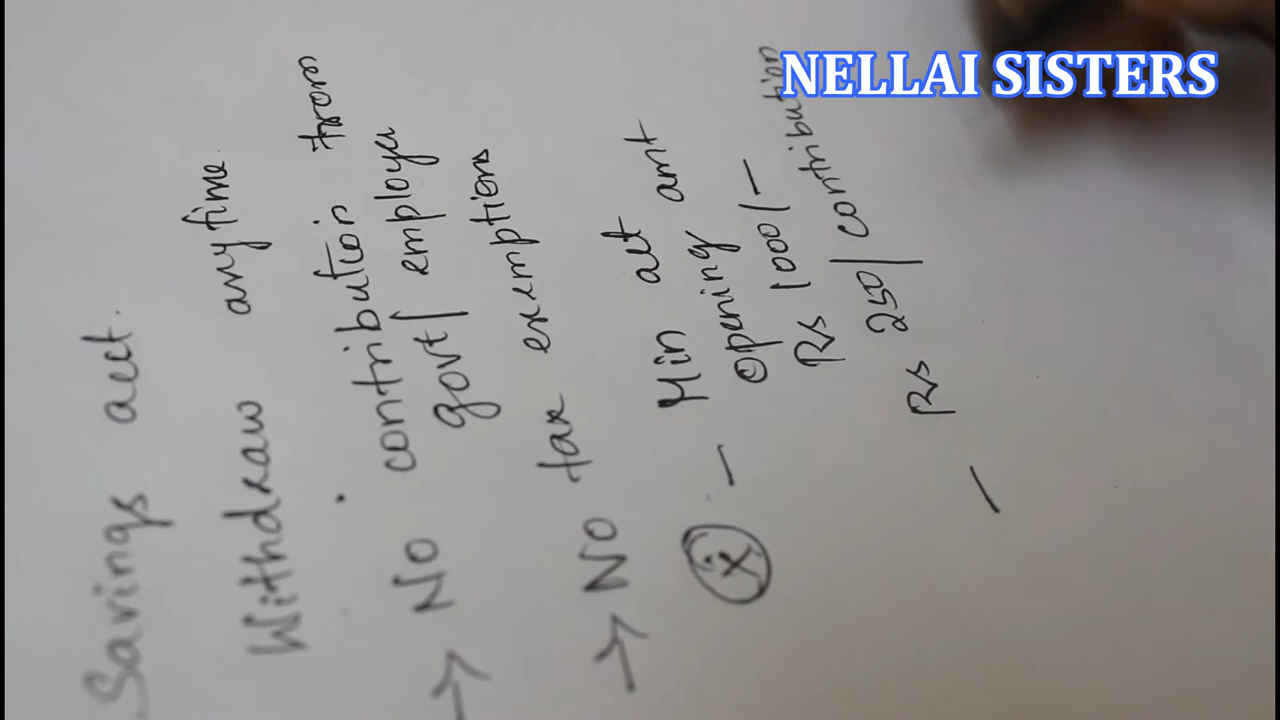 NELLAI SISTERS
Savings acct.
Withdraw anytime.
→ No contribution from
govt / employer
→ No tax exemptions
- Min act amt
Opening
Rs 1000/-
- Rs 250/ contribution